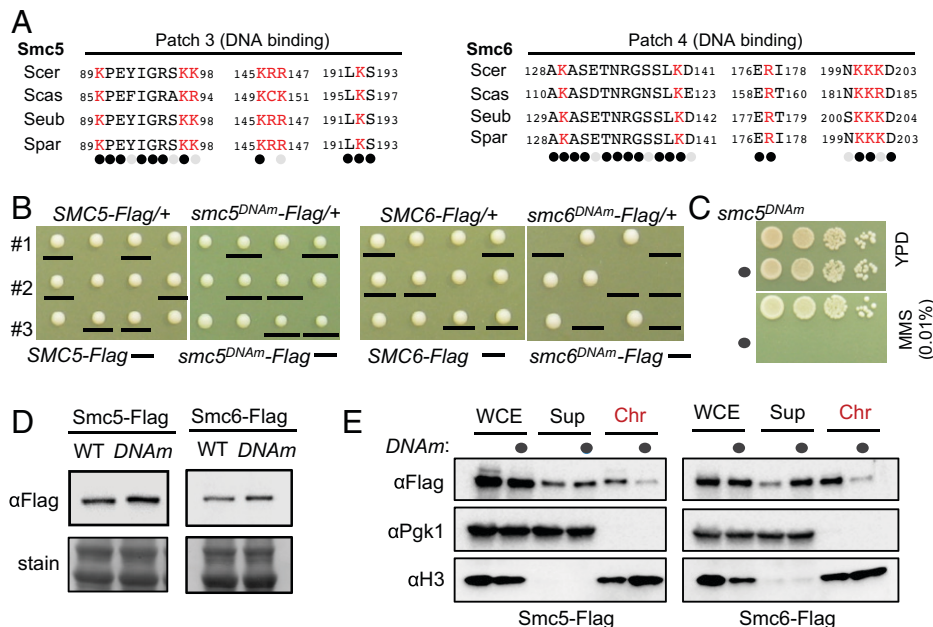 A
Smc5
Patch 3 (DNA binding)
Scer 89KPEYIGRSKK98 145KRR147 191LKS193
Scas 85KPEFIGRAKR94 149KCK151 195LKS197
Seub 89KPEYIGRSKK98 145KRR147 191LKS193
Spar 89KPEYIGRSKK98 145KRR147 191LKS193
Smc6
Patch 4 (DNA binding)
Scer 128AKASETNRGSSLKD141 176ERI178 199NKKKD203
Scas 110AKASDTNRGNSLKE123 158ERT160 181NKRD185
Seub 129AKASETNRGSSLKD142 177ERT179 200SKKKD204
Spar 128AKASETNRGSSLKD141 176ERI178 199NKKKD203
B
SMC5-Flag/+ smc5DNAm-Flag/+ SMC6-Flag/+ smc6DNAm-Flag/+
#1
#2
#3
SMC5-Flag smc5DNAm-Flag SMC6-Flag smc6DNAm-Flag
C
smc5DNAm
YPD
MMS
(0.01%)
D
Smc5-Flag Smc6-Flag
WT DNAm WT DNAm
αFlag
stain
E
WCE Sup Chr WCE Sup Chr
DNAm:
αFlag
αPgk1
αH3
Smc5-Flag Smc6-Flag